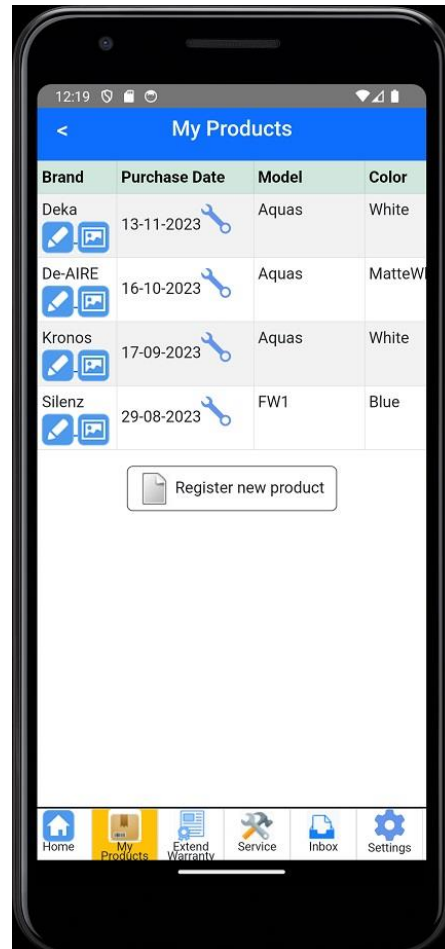 12:19
<
My Products
Brand Purchase Date Model Color
Deka 13-11-2023 Aquas White
De-AIRE 16-10-2023 Aquas MatteW
Kronos 17-09-2023 Aquas White
Silenz 29-08-2023 FW1 Blue
Register new product
Home My Products Extend Warranty Service Inbox Settings